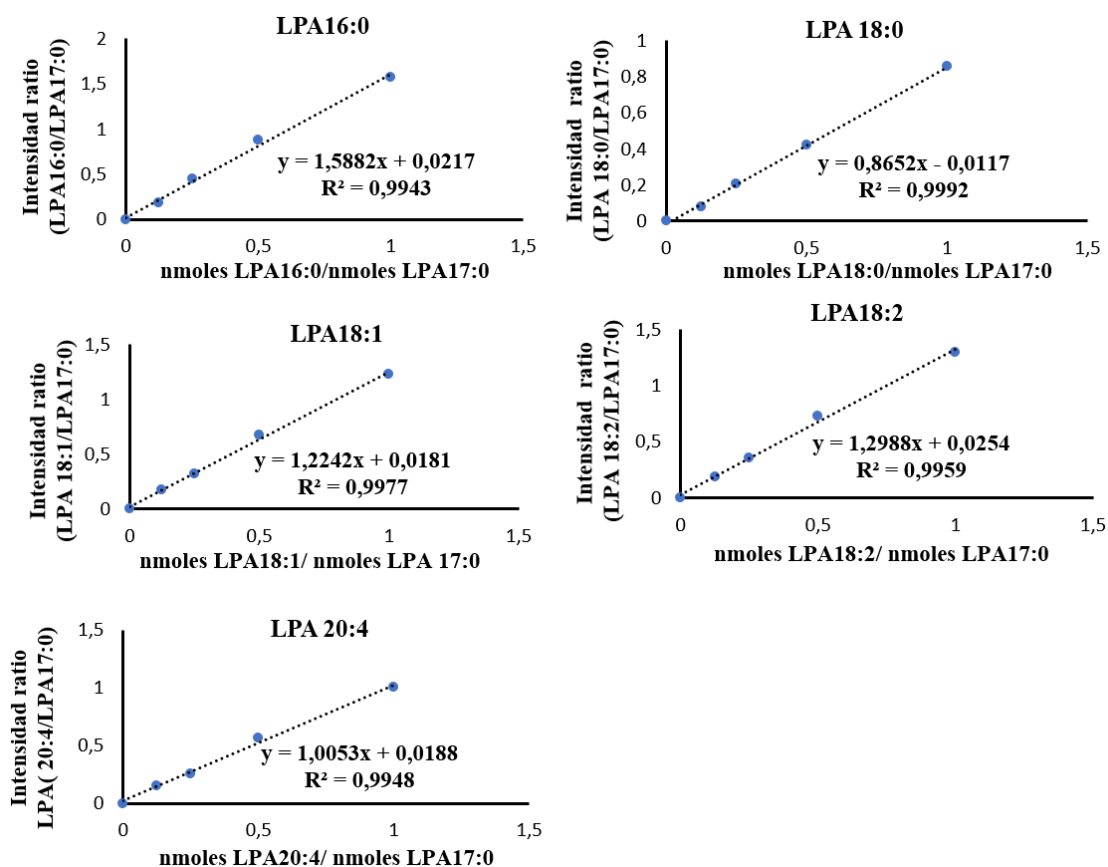 LPA16:0
Intensidad ratio
(LPA16:0/LPA17:0)
2
1,5
1
0,5
0
y = 1,5882x + 0,0217
R² = 0,9943
0
0,5
1
1,5
nmoles LPA16:0/nmoles LPA17:0
LPA 18:0
Intensidad ratio
(LPA 18:0/LPA17:0)
1
0,8
0,6
0,4
0,2
0
y = 0,8652x - 0,0117
R² = 0,9992
0
0,5
1
1,5
nmoles LPA18:0/nmoles LPA17:0
LPA18:1
Intensidad ratio
(LPA 18:1/LPA17:0)
1,5
1
0,5
0
y = 1,2242x + 0,0181
R² = 0,9977
0
0,5
1
1,5
nmoles LPA18:1/ nmoles LPA 17:0
LPA18:2
Intensidad ratio
(LPA 18:2/LPA17:0)
1,5
1
0,5
0
y = 1,2988x + 0,0254
R² = 0,9959
0
0,5
1
1,5
nmoles LPA18:2/ nmoles LPA17:0
LPA 20:4
Intensidad ratio
LPA( 20:4/LPA17:0)
1,5
1
0,5
0
y = 1,0053x + 0,0188
R² = 0,9948
0
0,5
1
1,5
nmoles LPA20:4/ nmoles LPA17:0